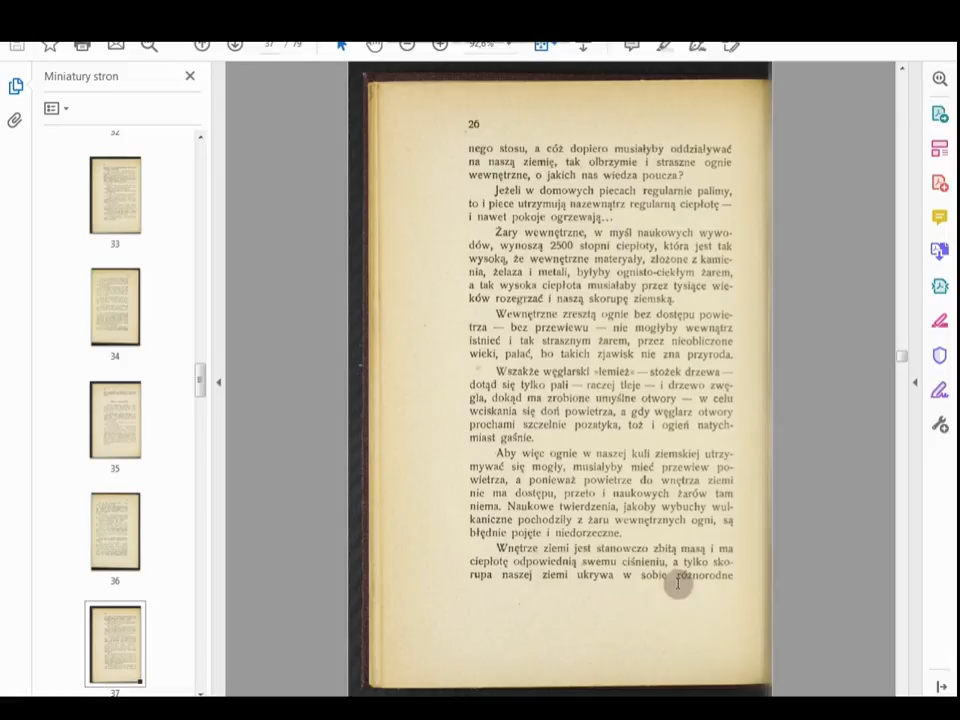 37 / 79
92,6%
Miniatury stron
32
33
34
35
36
37
26
nego stosu, a cóż dopiero musiałyby oddziaływać
na naszą ziemię, tak olbrzymie i straszne ognie
wewnętrzne, o jakich nas wiedza poucza?
Jeżeli w domowych piecach regularnie palimy,
to i piece utrzymują nazewnątrz regularną ciepłotę —
i nawet pokoje ogrzewają...
Żary wewnętrzne, w myśl naukowych wywo-
dów, wynoszą 2500 stopni ciepłoty, która jest tak
wysoką, że wewnętrzne materyały, złożone z kamie-
nia, żelaza i metali, byłyby ognisto-ciekłym żarem,
a tak wysoka ciepłota musiałaby przez tysiące wie-
ków rozegrzać i naszą skorupę ziemską.
Wewnętrzne zresztą ognie bez dostępu powie-
trza — bez przewiewu — nie mogłyby wewnątrz
istnieć i tak strasznym żarem, przez nieobliczone
wieki, pałać, bo takich zjawisk nie zna przyroda.
Wszakże węglarski »lemież« — stożek drzewa —
dotąd się tylko pali — raczej tleje — i drzewo zwę-
gla, dokąd ma zrobione umyślne otwory — w celu
wciskania się doń powietrza, a gdy węglarz otwory
prochami szczelnie pozatyka, toż i ogień natych-
miast gaśnie.
Aby więc ognie w naszej kuli ziemskiej utrzy-
mywać się mogły, musiałyby mieć przewiew po-
wietrza, a ponieważ powietrze do wnętrza ziemi
nie ma dostępu, przeto i naukowych żarów tam
niema. Naukowe twierdzenia, jakoby wybuchy wul-
kaniczne pochodziły z żaru wewnętrznych ogni, są
błędnie pojęte i niedorzeczne.
Wnętrze ziemi jest stanowczo zbitą masą i ma
ciepłotę odpowiednią swemu ciśnieniu, a tylko sko-
rupa naszej ziemi ukrywa w sobie różnorodne